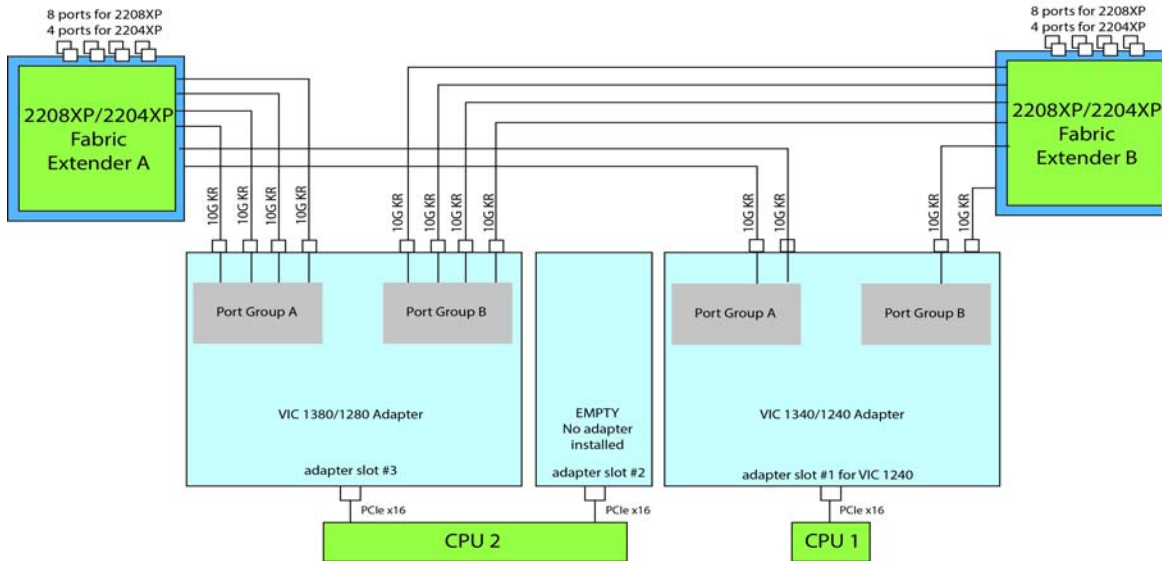 8 ports for 2208XP
4 ports for 2204XP
8 ports for 2208XP
4 ports for 2204XP
2208XP/2204XP
Fabric
Extender A
2208XP/2204XP
Fabric
Extender B
10G KR
10G KR
10G KR
10G KR
10G KR
10G KR
10G KR
10G KR
10G KR
10G KR
10G KR
10G KR
Port Group A
Port Group B
Port Group A
Port Group B
VIC 1380/1280 Adapter
adapter slot #3
EMPTY
No adapter
installed
adapter slot #2
VIC 1340/1240 Adapter
adapter slot #1 for VIC 1240
PCIe x16
PCIe x16
PCIe x16
CPU 2
CPU 1